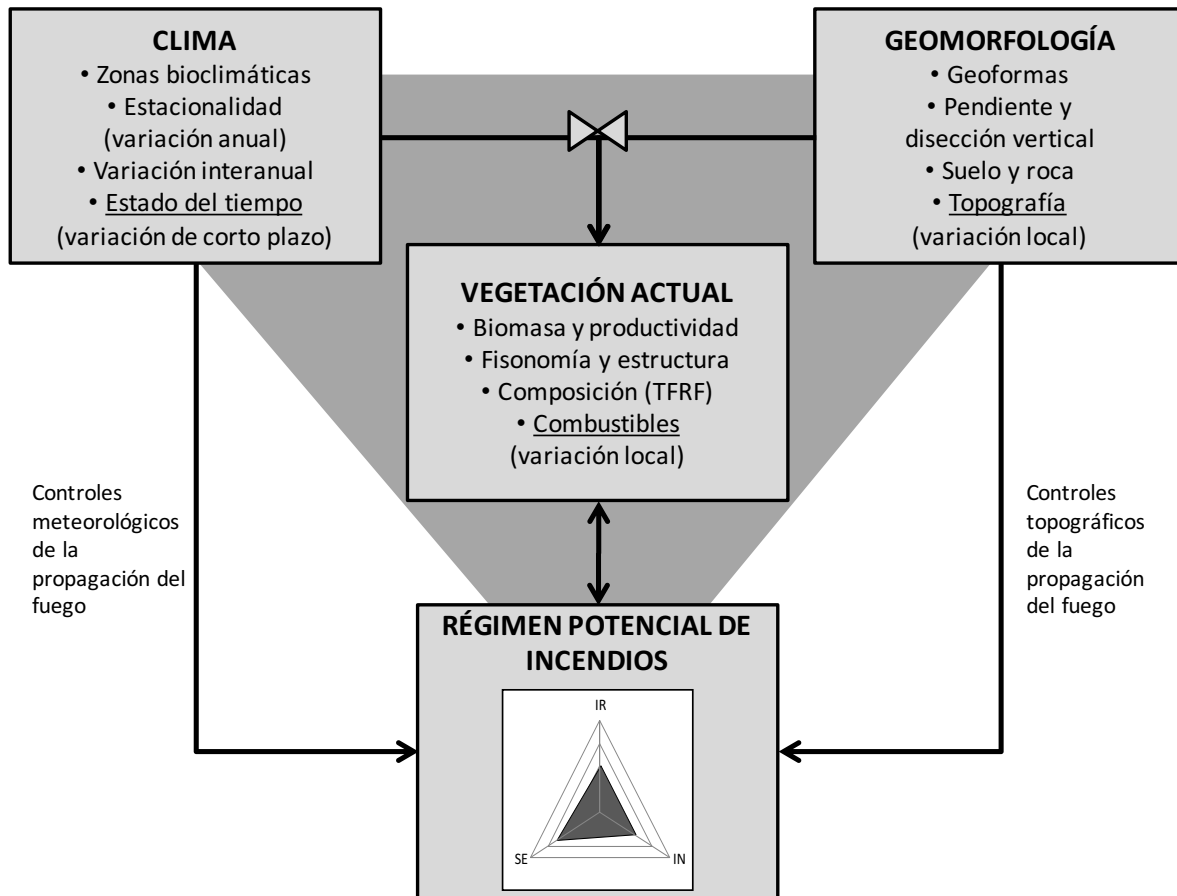 CLIMA
• Zonas bioclimáticas
• Estacionalidad
(variación anual)
• Variación interanual
• Estado del tiempo
(variación de corto plazo)
GEOMORFOLOGÍA
• Geoformas
• Pendiente y
disección vertical
• Suelo y roca
• Topografía
(variación local)
VEGETACIÓN ACTUAL
• Biomasa y productividad
• Fisonomía y estructura
• Composición (TFRF)
• Combustibles
(variación local)
Controles
meteorológicos
de la
propagación del
fuego
Controles
topográficos
de la
propagación
del fuego
RÉGIMEN POTENCIAL DE
INCENDIOS
IR
SE
IN